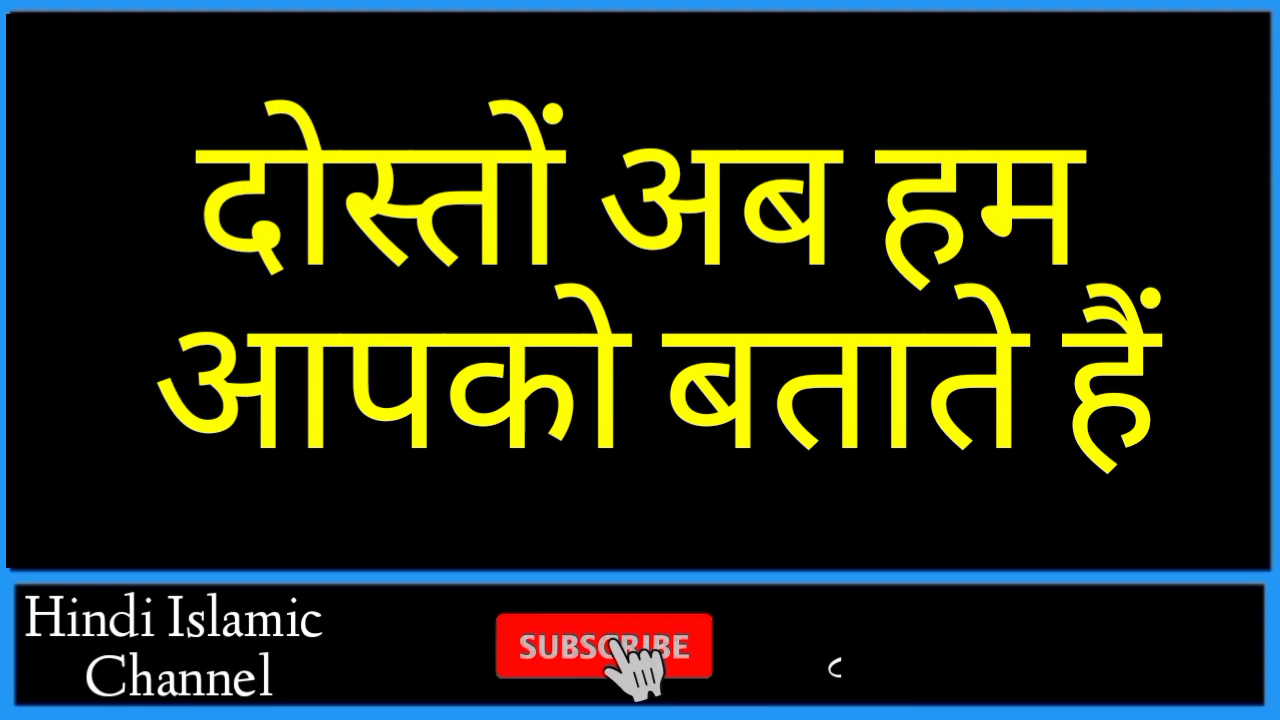 दोस्तों अब हम
आपको बताते हैं
Hindi Islamic
Channel
SUBSCRIBE